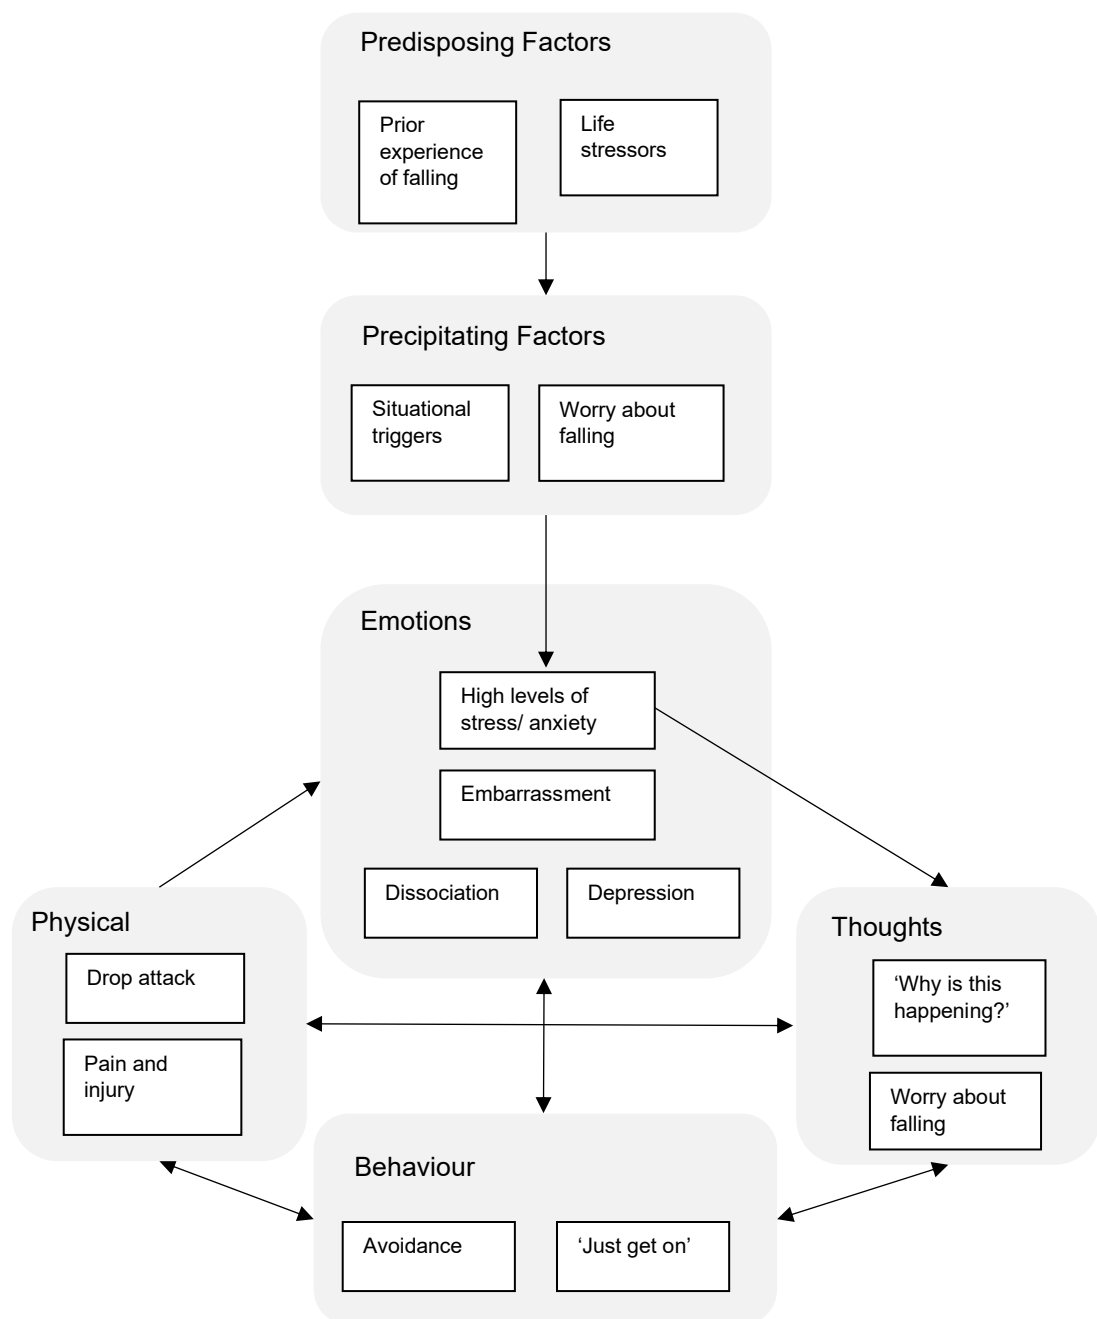 Predisposing Factors
Prior
experience
of falling
Life
stressors
Precipitating Factors
Situational
triggers
Worry about
falling
Emotions
High levels of
stress/ anxiety
Embarrassment
Dissociation
Depression
Physical
Drop attack
Pain and
injury
Thoughts
‘Why is this
happening?’
Worry about
falling
Behaviour
Avoidance
‘Just get on’